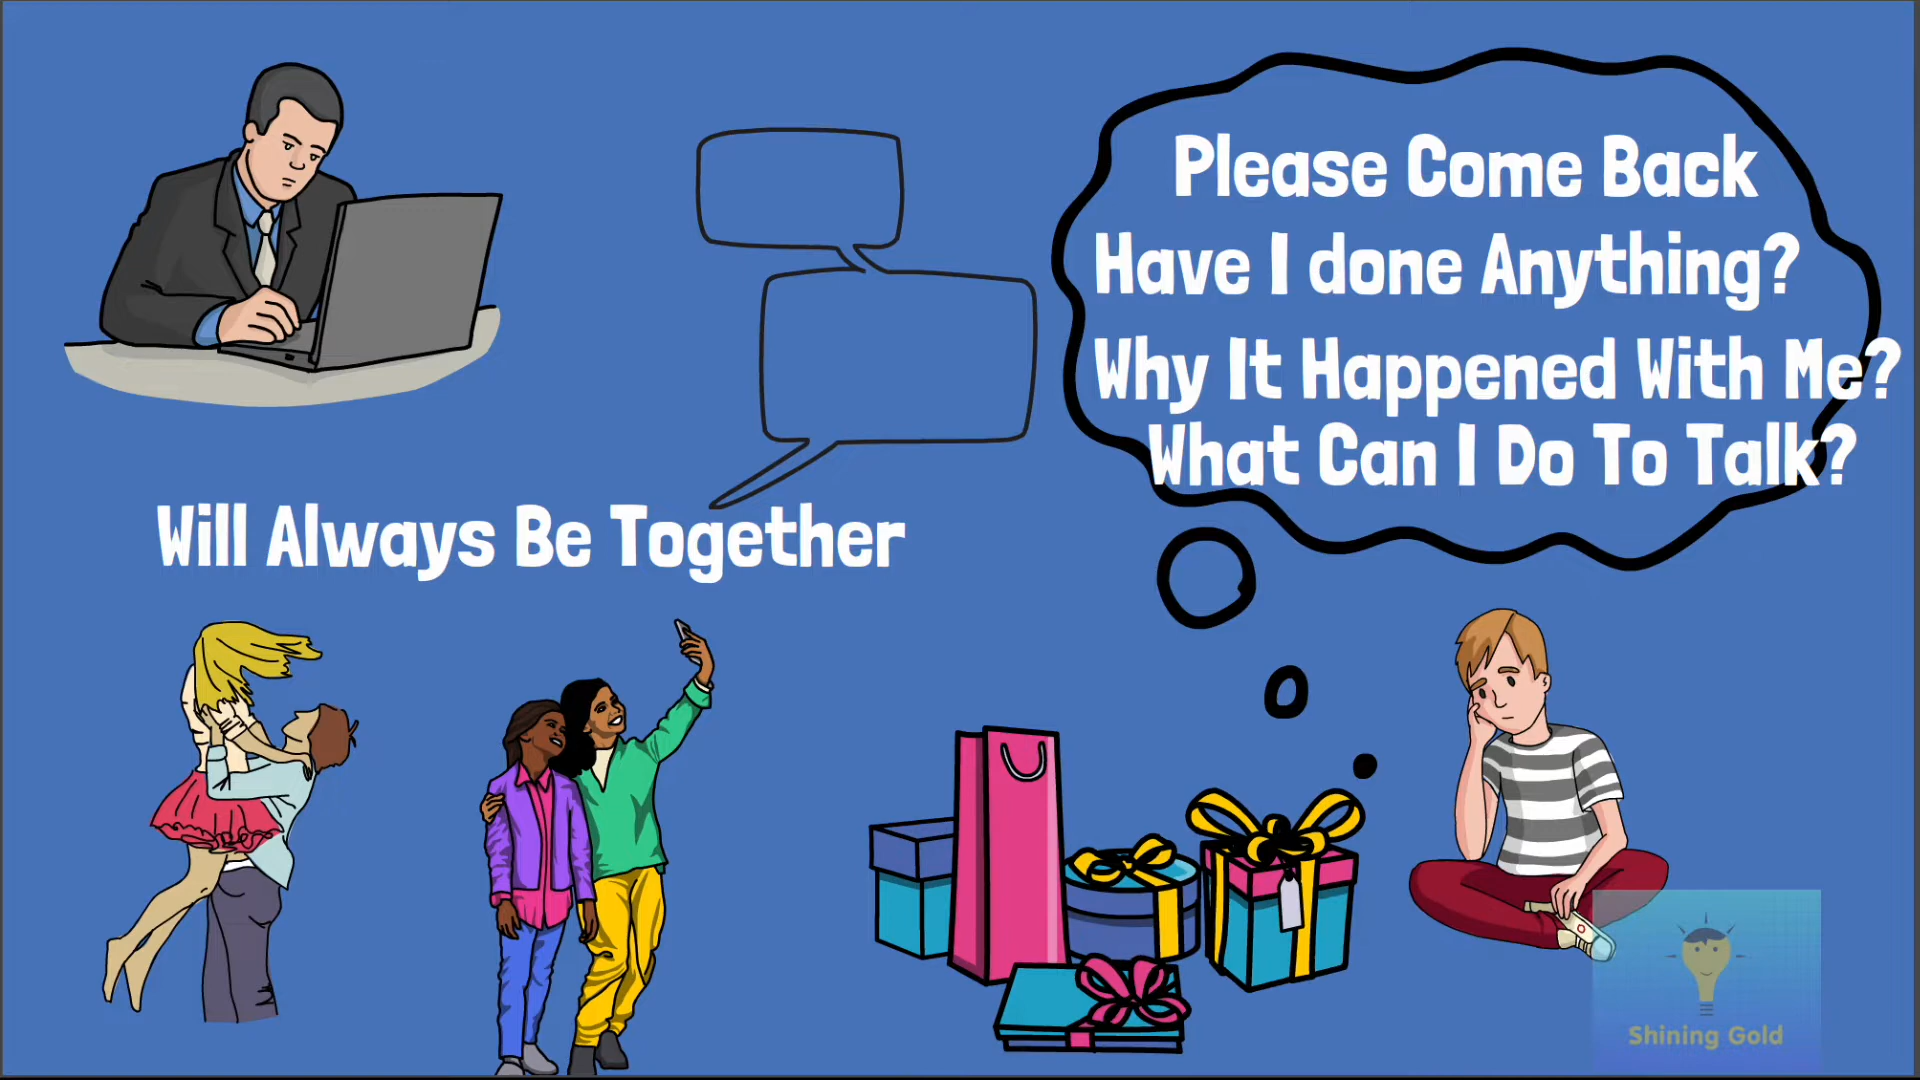 Please Come Back
Have I done Anything?
Why It Happened With Me?
What Can I Do To Talk?
Will Always Be Together
Shining Gold